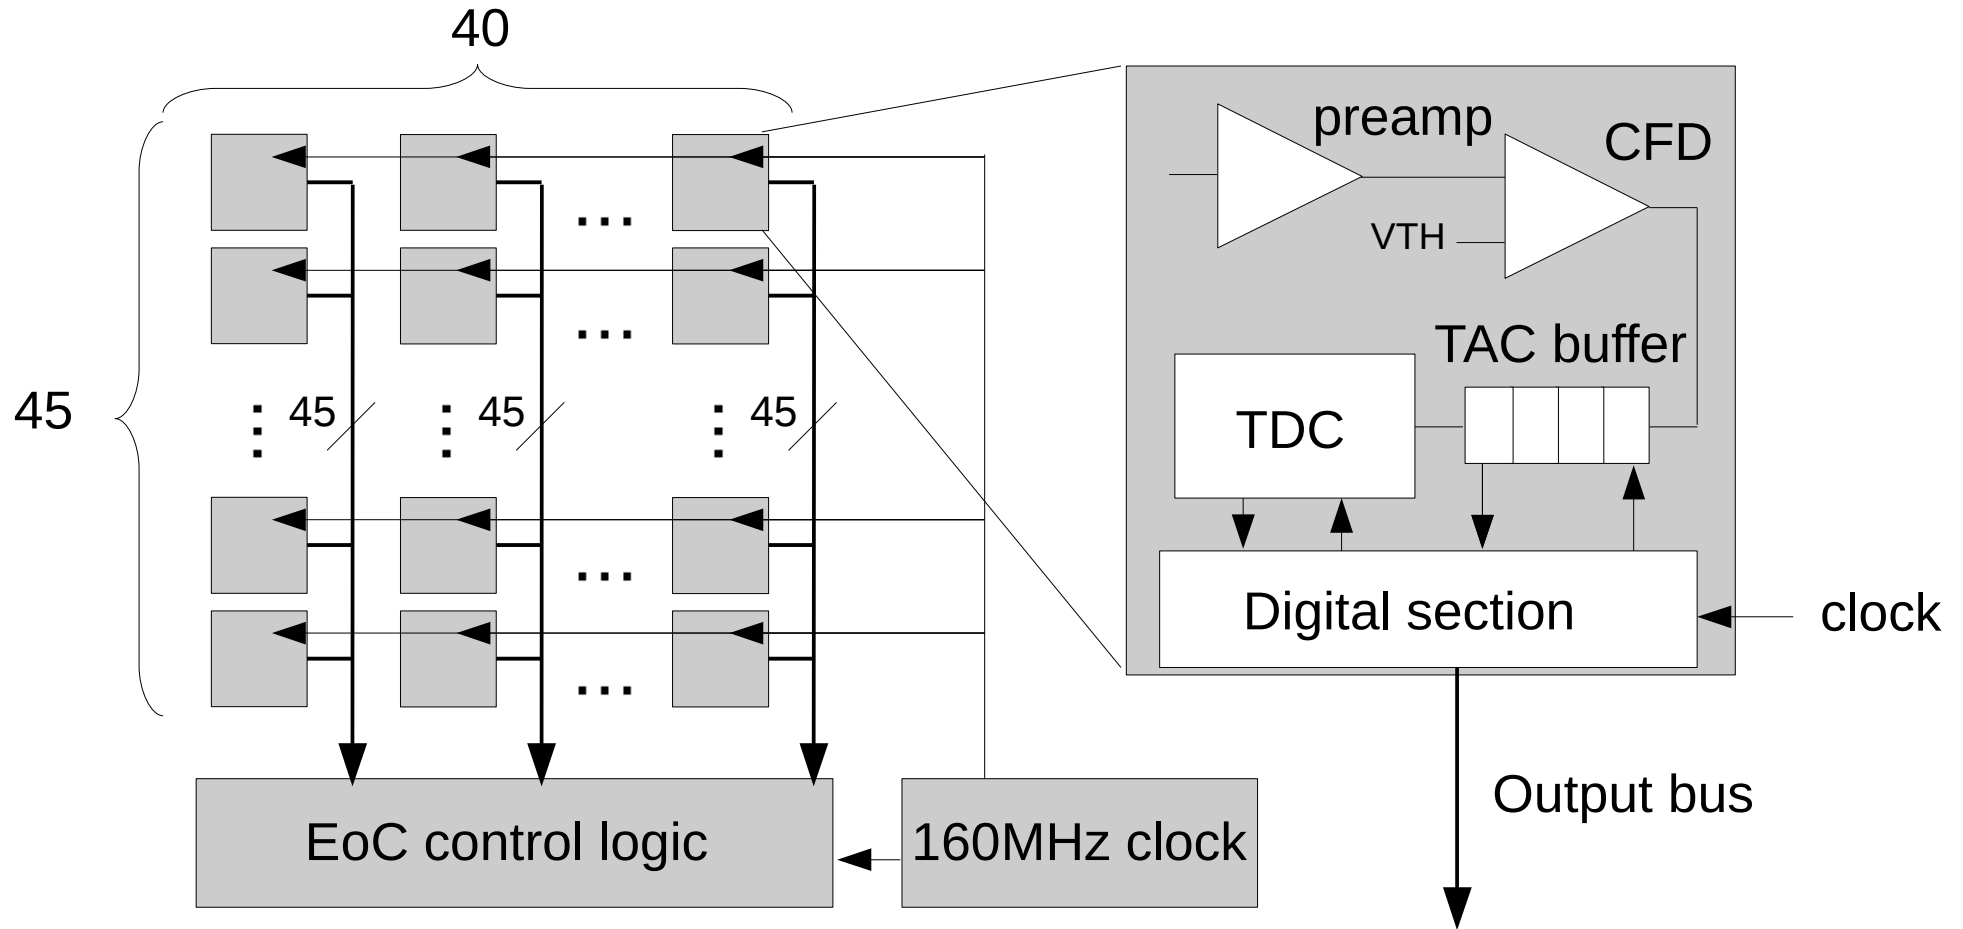 40
preamp
CFD
VTH
TAC buffer
45
45
45
45
TDC
Digital section
clock
Output bus
EoC control logic
160MHz clock